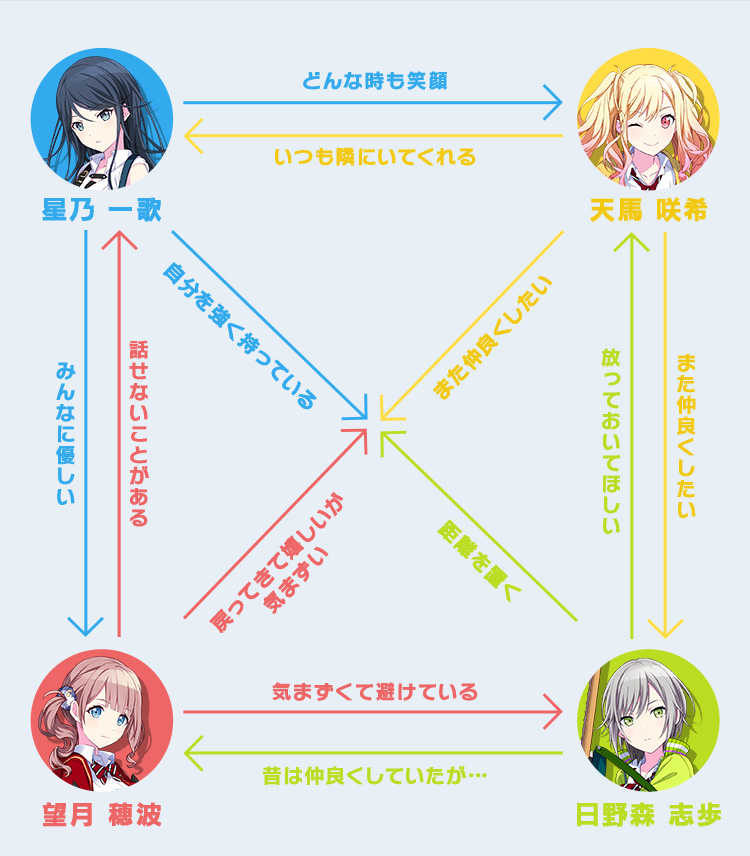 どんな時も笑顔
いつも隣にいてくれる
星乃 一歌
天馬 咲希
自分を強く持っている
また仲良くしたい
みんなに優しい
話せないことがある
放っておいてほしい
また仲良くしたい
戻ってきて嬉しいが
気まずい
距離を置く
気まずくて避けている
昔は仲良くしていたが…
望月 穂波
日野森 志歩